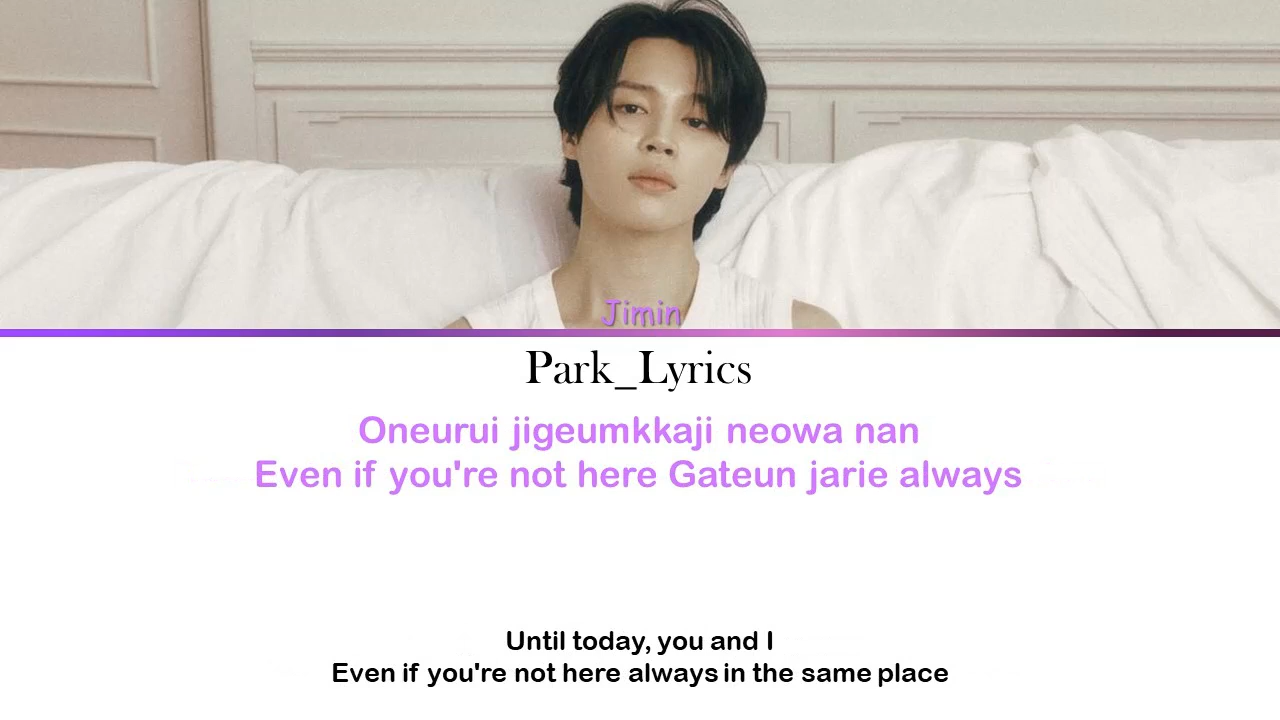 Jimin
Park_Lyrics
Oneurui jigeumkkaji neowa nan
Even if you're not here Gateun jarie always
Until today, you and I
Even if you're not here always in the same place